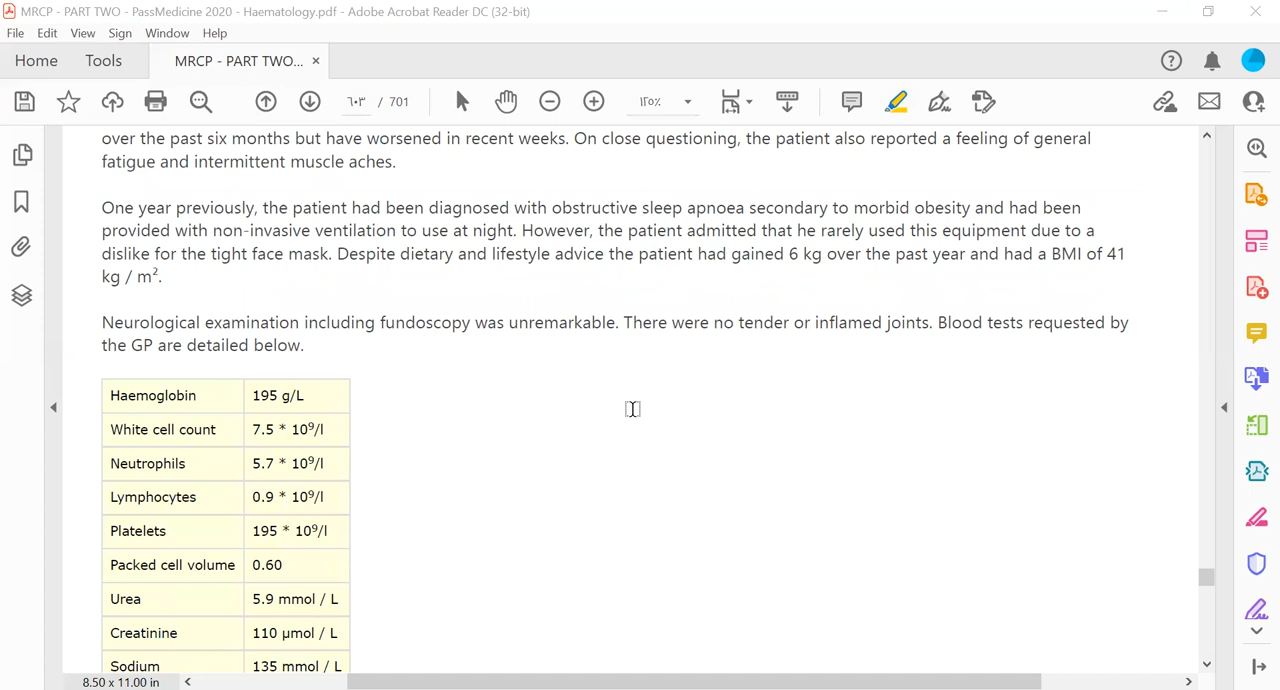 MRCP - PART TWO - PassMedicine 2020 - Haematology.pdf - Adobe Acrobat Reader DC (32-bit)
File Edit View Sign Window Help
Home Tools MRCP - PART TWO... ×
٦٠٣ / 701 ١٢٥%
over the past six months but have worsened in recent weeks. On close questioning, the patient also reported a feeling of general
fatigue and intermittent muscle aches.
One year previously, the patient had been diagnosed with obstructive sleep apnoea secondary to morbid obesity and had been
provided with non-invasive ventilation to use at night. However, the patient admitted that he rarely used this equipment due to a
dislike for the tight face mask. Despite dietary and lifestyle advice the patient had gained 6 kg over the past year and had a BMI of 41
kg / m².
Neurological examination including fundoscopy was unremarkable. There were no tender or inflamed joints. Blood tests requested by
the GP are detailed below.
Haemoglobin 195 g/L
White cell count 7.5 * 10⁹/l
Neutrophils 5.7 * 10⁹/l
Lymphocytes 0.9 * 10⁹/l
Platelets 195 * 10⁹/l
Packed cell volume 0.60
Urea 5.9 mmol / L
Creatinine 110 µmol / L
Sodium 135 mmol / L
8.50 x 11.00 in